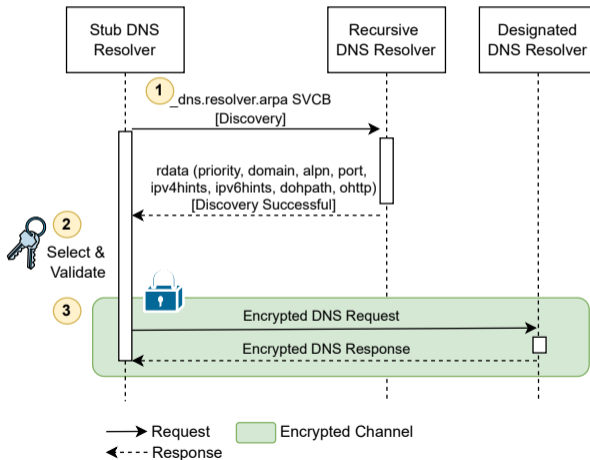 Stub DNS
Resolver
Recursive
DNS Resolver
Designated
DNS Resolver
1
_dns.resolver.arpa SVCB
[Discovery]
rdata (priority, domain, alpn, port,
ipv4hints, ipv6hints, dohpath, ohttp)
[Discovery Successful]
2
Select &
Validate
3
Encrypted DNS Request
Encrypted DNS Response
Request
Encrypted Channel
Response